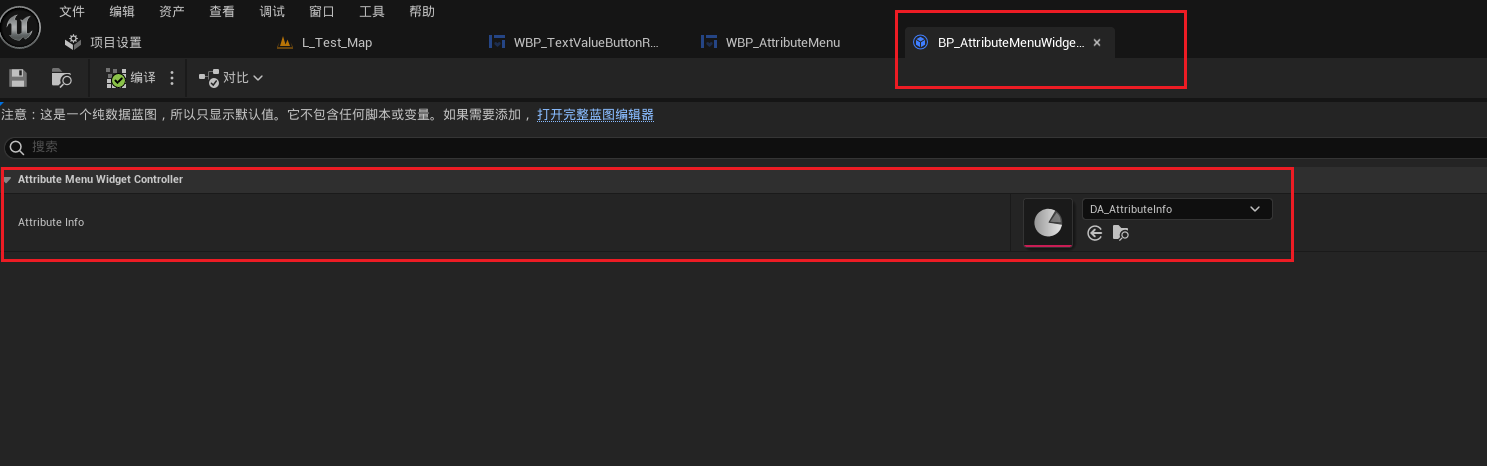 文件 编辑 资产 查看 调试 窗口 工具 帮助
项目设置 L_Test_Map WBP_TextValueButtonR... WBP_AttributeMenu BP_AttributeMenuWidge... ×
编译 对比
注意：这是一个纯数据蓝图，所以只显示默认值。它不包含任何脚本或变量。如果需要添加， 打开完整蓝图编辑器
搜索
Attribute Menu Widget Controller
Attribute Info DA_AttributeInfo